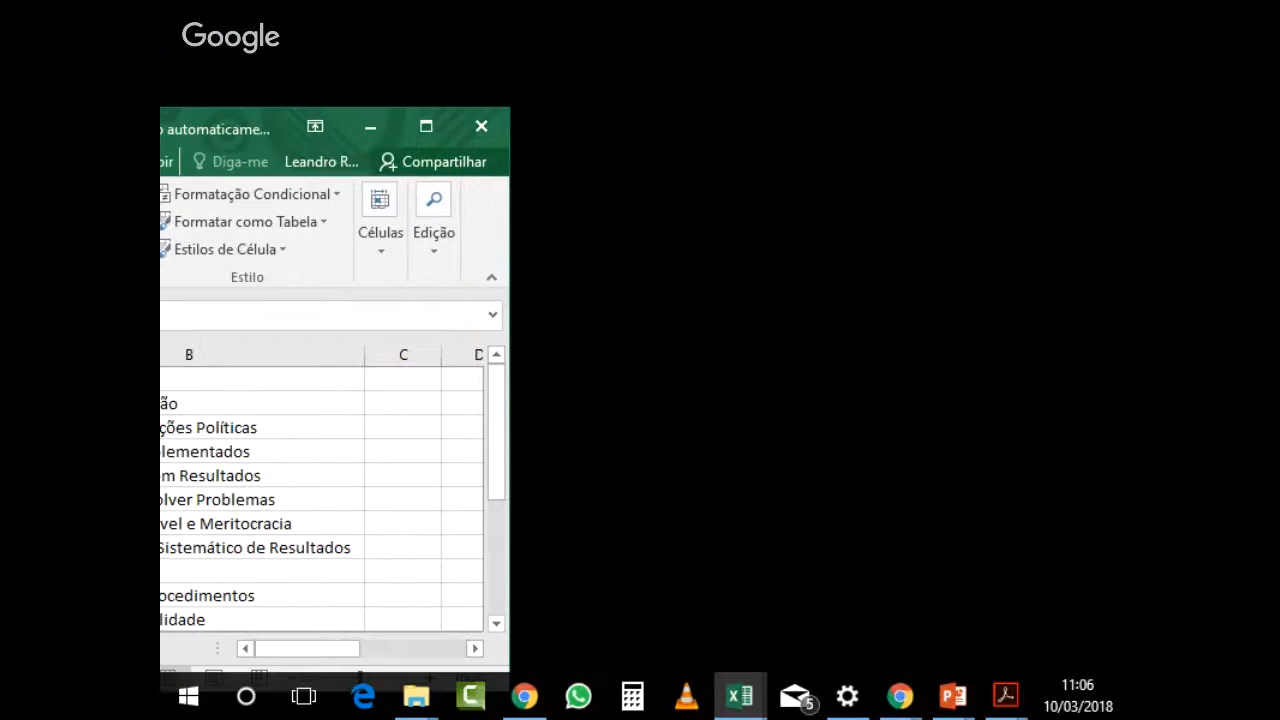 Google
automaticame...
Diga-me Leandro R... Compartilhar
Formatação Condicional
Formatar como Tabela
Estilos de Célula
Células
Edição
Estilo
B C D
ão
ções Políticas
lementados
m Resultados
olver Problemas
vel e Meritocracia
Sistemático de Resultados
ocedimentos
lidade
5
11:06
10/03/2018